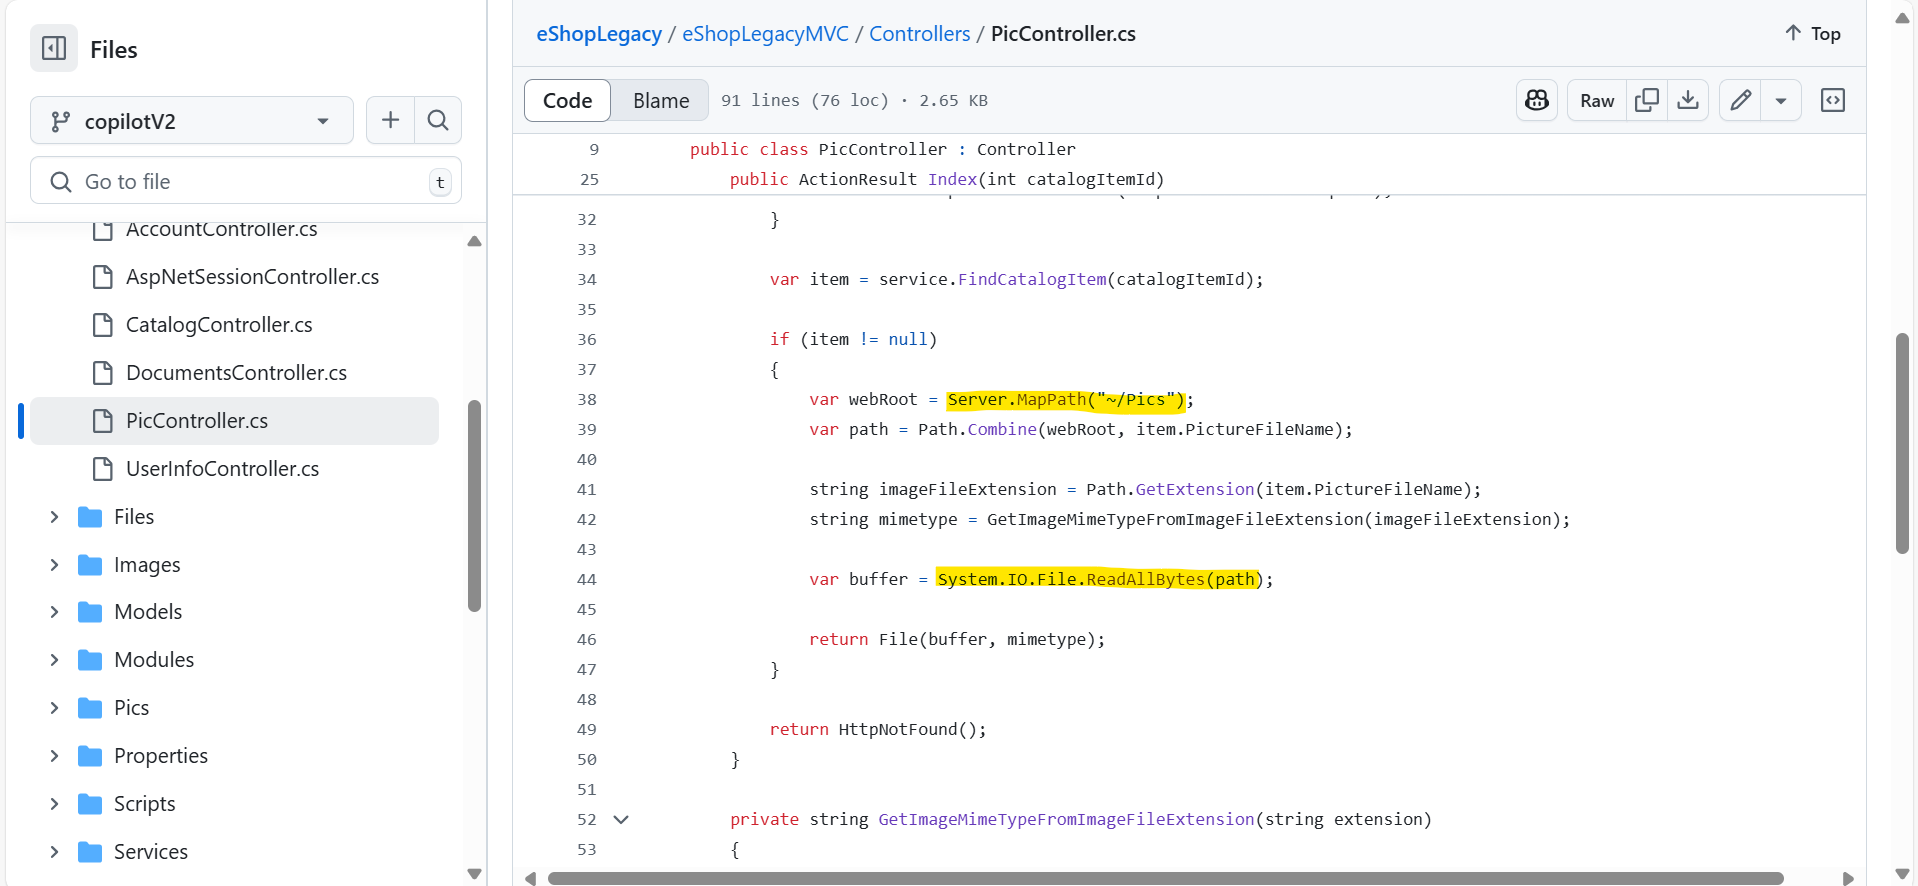 Files
copilotV2
Go to file
t
AccountController.cs
AspNetSessionController.cs
CatalogController.cs
DocumentsController.cs
PicController.cs
UserInfoController.cs
Files
Images
Models
Modules
Pics
Properties
Scripts
Services
eShopLegacy / eShopLegacyMVC / Controllers / PicController.cs
Top
Code Blame 91 lines (76 loc) · 2.65 KB
Raw
9 public class PicController : Controller
25 public ActionResult Index(int catalogItemId)
32 }
33
34 var item = service.FindCatalogItem(catalogItemId);
35
36 if (item != null)
37 {
38 var webRoot = Server.MapPath("~/Pics");
39 var path = Path.Combine(webRoot, item.PictureFileName);
40
41 string imageFileExtension = Path.GetExtension(item.PictureFileName);
42 string mimetype = GetImageMimeTypeFromImageFileExtension(imageFileExtension);
43
44 var buffer = System.IO.File.ReadAllBytes(path);
45
46 return File(buffer, mimetype);
47 }
48
49 return HttpNotFound();
50 }
51
52 private string GetImageMimeTypeFromImageFileExtension(string extension)
53 {